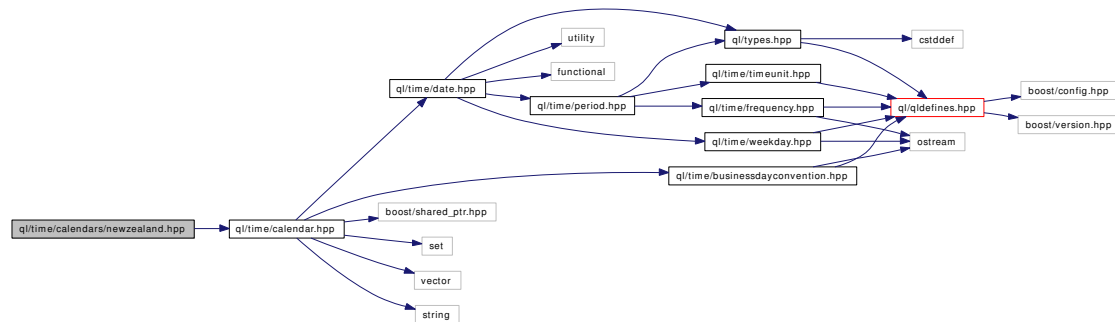 utility
ql/types.hpp
cstddef
functional
ql/time/timeunit.hpp
ql/time/date.hpp
boost/config.hpp
ql/time/period.hpp
ql/time/frequency.hpp
ql/qldefines.hpp
boost/version.hpp
ql/time/weekday.hpp
ostream
ql/time/businessdayconvention.hpp
boost/shared_ptr.hpp
ql/time/calendars/newzealand.hpp
ql/time/calendar.hpp
set
vector
string